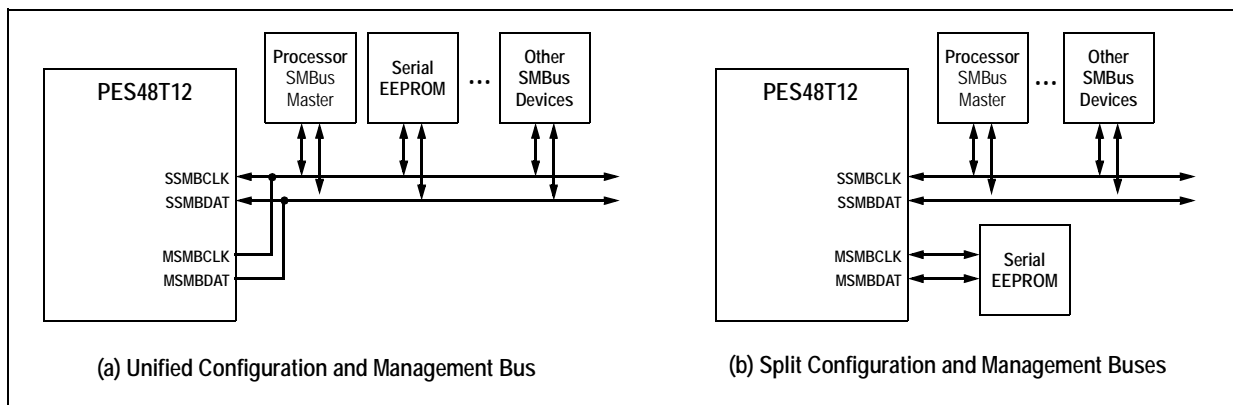 PES48T12
Processor
SMBus
Master
Serial
EEPROM
...
Other
SMBus
Devices
SSMBCLK
SSMBDAT
MSMBCLK
MSMBDAT
(a) Unified Configuration and Management Bus
PES48T12
Processor
SMBus
Master
...
Other
SMBus
Devices
SSMBCLK
SSMBDAT
MSMBCLK
MSMBDAT
Serial
EEPROM
(b) Split Configuration and Management Buses